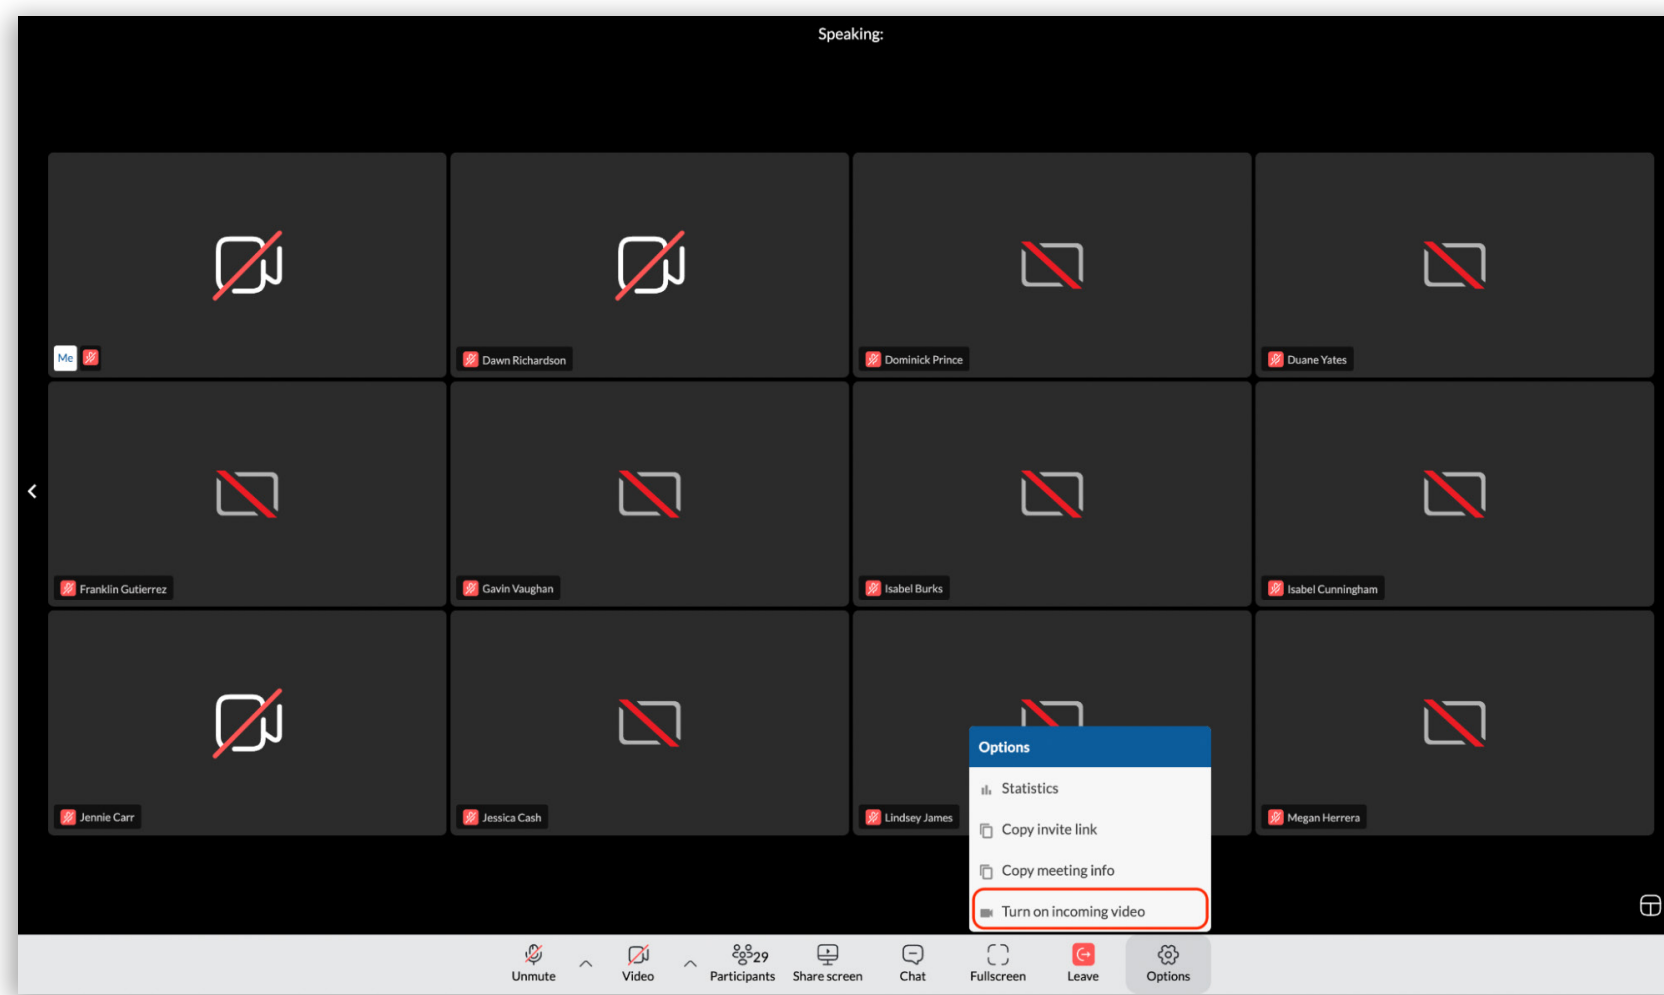 Speaking:
Me
Dawn Richardson
Dominick Prince
Duane Yates
Franklin Gutierrez
Gavin Vaughan
Isabel Burks
Isabel Cunningham
Jennie Carr
Jessica Cash
Lindsey James
Megan Herrera
Options
Statistics
Copy invite link
Copy meeting info
Turn on incoming video
Unmute
Video
29
Participants
Share screen
Chat
Fullscreen
Leave
Options